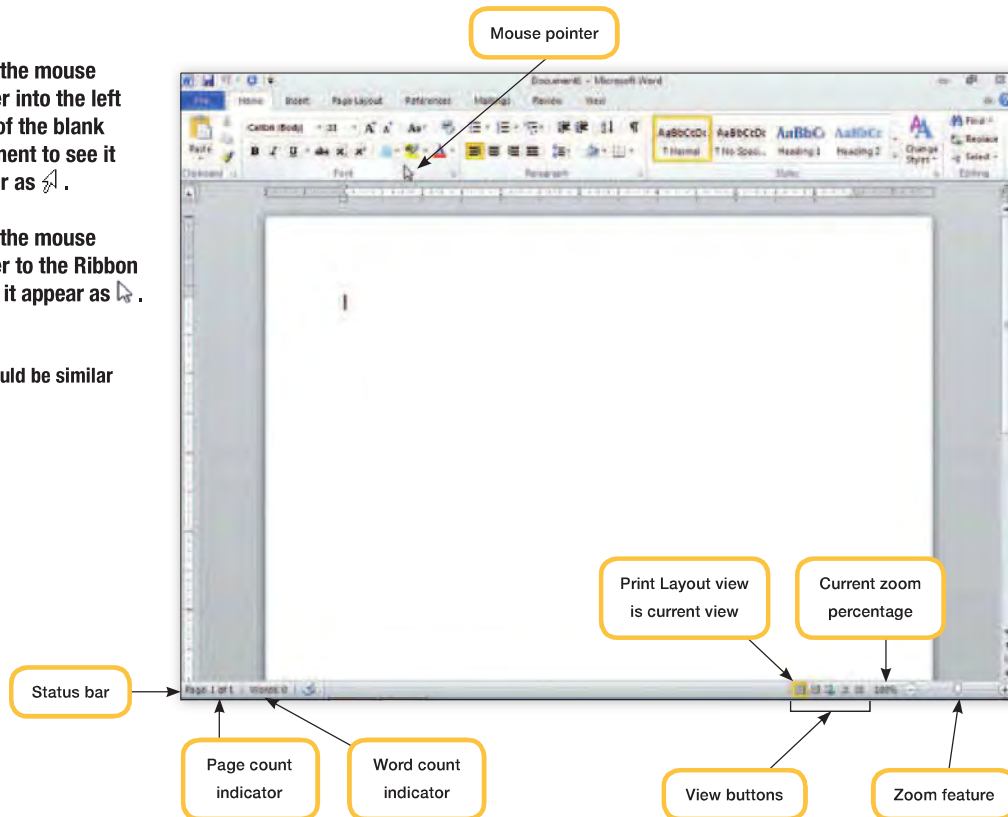 Mouse pointer
the mouse
er into the left
of the blank
ment to see it
r as .
the mouse
er to the Ribbon
it appear as .
uld be similar
Document6 - Microsoft Word
File Home Insert Page Layout References Mailings Review View
Calibri (Body) 11 A A Aa
Paste B I U abc x, x A
AaBbCcDc AaBbCcDc AaBbC AaBbCc
¶ Normal ¶ No Spaci... Heading 1 Heading 2
Change
Styles
Find
Replace
Select
Clipboard Font Paragraph Styles Editing
Print Layout view
is current view
Current zoom
percentage
Status bar
Page: 1 of 1 Words: 0 100%
Page count
indicator
Word count
indicator
View buttons
Zoom feature